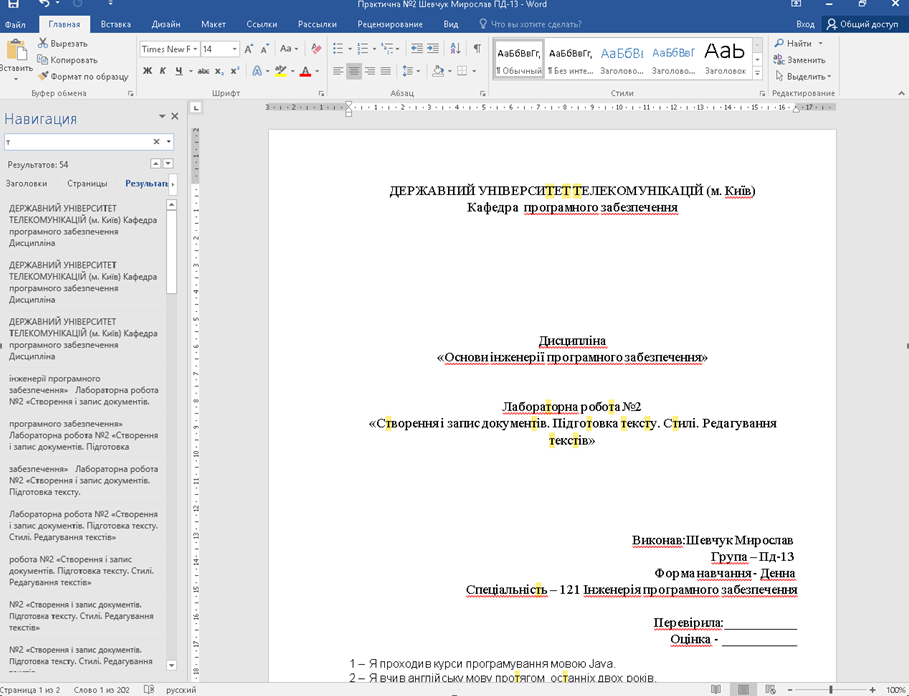 Практична №2 Шевчук Мирослав ПД-13 - Word
Файл Главная Вставка Дизайн Макет Ссылки Рассылки Рецензирование Вид Что вы хотите сделать? Вход Общий доступ
Вставить
Вырезать
Копировать
Формат по образцу
Буфер обмена
Times New R 14
Ж К Ч abc x₂ x²
Шрифт
Абзац
АаБбВвГг, АаБбВвГг, АаБбВг АаБбВвГ АаЬ
¶ Обычный ¶ Без инте... Заголово... Заголово... Заголовок
Стили
Найти
Заменить
Выделить
Редактирование
Навигация
т
Результатов: 54
Заголовки Страницы Результаты
ДЕРЖАВНИЙ УНІВЕРСИТЕТ
ТЕЛЕКОМУНІКАЦІЙ (м. Київ) Кафедра
програмного забезпечення
Дисципліна
ДЕРЖАВНИЙ УНІВЕРСИТЕТ
ТЕЛЕКОМУНІКАЦІЙ (м. Київ) Кафедра
програмного забезпечення
Дисципліна
ДЕРЖАВНИЙ УНІВЕРСИТЕТ
ТЕЛЕКОМУНІКАЦІЙ (м. Київ) Кафедра
програмного забезпечення
Дисципліна
інженерії програмного
забезпечення» Лабораторна робота
№2 «Створення і запис документів.
програмного забезпечення»
Лабораторна робота №2 «Створення
і запис документів. Підготовка
забезпечення» Лабораторна робота
№2 «Створення і запис документів.
Підготовка тексту.
Лабораторна робота №2 «Створення
і запис документів. Підготовка тексту.
Стилі. Редагування текстів»
робота №2 «Створення і запис
документів. Підготовка тексту. Стилі.
Редагування текстів»
№2 «Створення і запис документів.
Підготовка тексту. Стилі. Редагування
текстів»
№2 «Створення і запис документів.
Підготовка тексту. Стилі. Редагування
ДЕРЖАВНИЙ УНІВЕРСИТЕТ ТЕЛЕКОМУНІКАЦІЙ (м. Київ)
Кафедра програмного забезпечення
Дисципліна
«Основи інженерії програмного забезпечення»
Лабораторна робота №2
«Створення і запис документів. Підготовка тексту. Стилі. Редагування
текстів»
Виконав:Шевчук Мирослав
Група – Пд-13
Форма навчання - Денна
Спеціальність – 121 Інженерія програмного забезпечення
Перевірила:___________
Оцінка - ___________
1 – Я проходив курси програмування мовою Java.
2 – Я вчив англійську мову протягом останніх двох років.
Страница 1 из 2 Слово 1 из 202 русский 100%